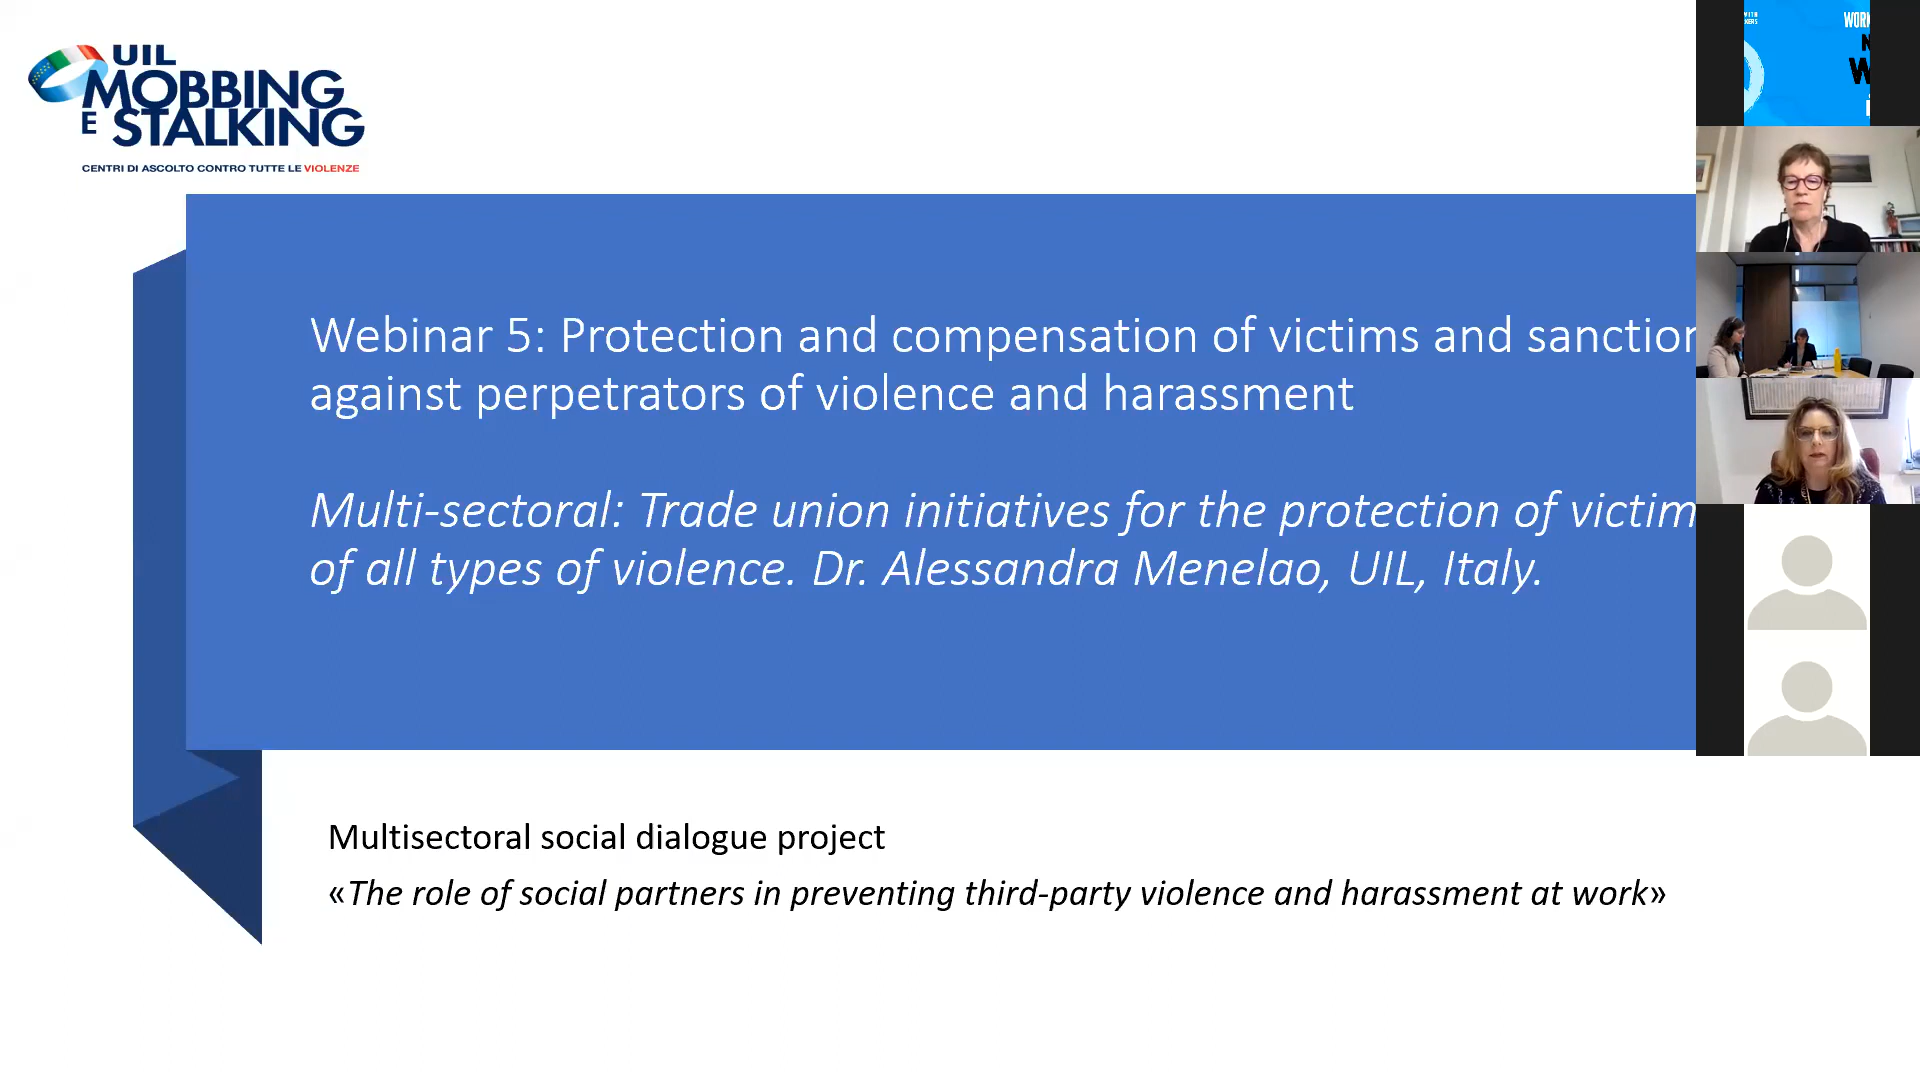 UIL
MOBBING
E STALKING
CENTRI DI ASCOLTO CONTRO TUTTE LE VIOLENZE
Webinar 5: Protection and compensation of victims and sanction
against perpetrators of violence and harassment
Multi-sectoral: Trade union initiatives for the protection of victim
of all types of violence. Dr. Alessandra Menelao, UIL, Italy.
Multisectoral social dialogue project
«The role of social partners in preventing third-party violence and harassment at work»
WORK